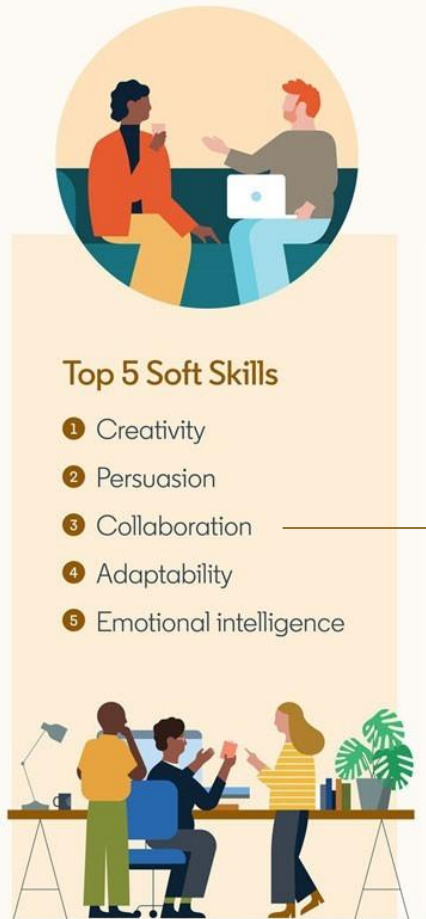 Top 5 Soft Skills
1 Creativity
2 Persuasion
3 Collaboration
4 Adaptability
5 Emotional intelligence